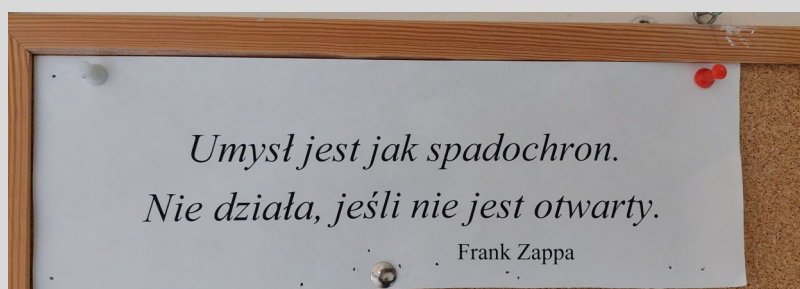 Umysł jest jak spadochron.
Nie działa, jeśli nie jest otwarty.
Frank Zappa